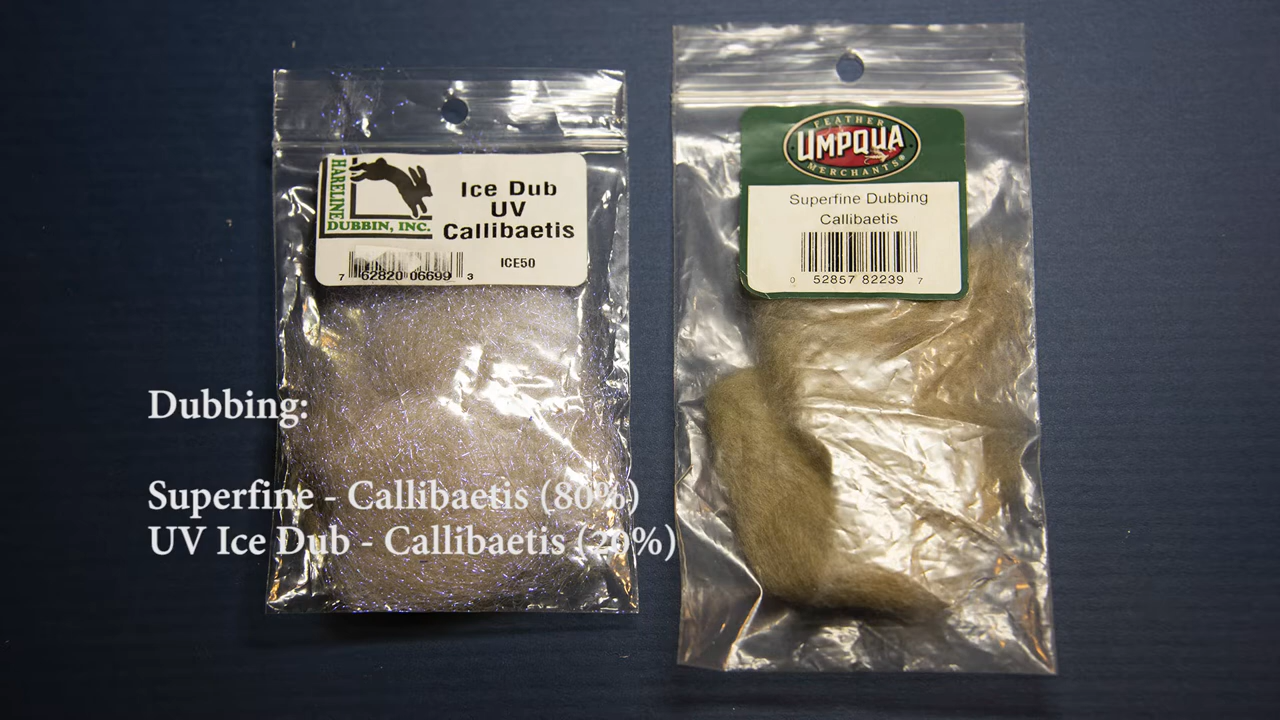 HARELINE
DUBBIN, INC.
Ice Dub
UV
Callibaetis
ICE50
7 62820 06699 3
FEATHER
UMPQUA
MERCHANTS®
Superfine Dubbing
Callibaetis
0 52857 82239 7
Dubbing:
Superfine - Callibaetis (80%)
UV Ice Dub - Callibaetis (20%)